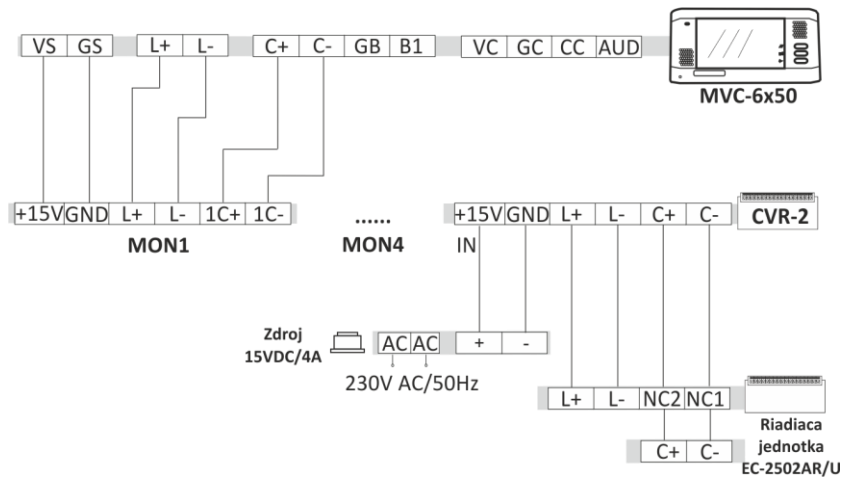 VS GS L+ L- C+ C- GB B1 VC GC CC AUD
MVC-6x50
+15V GND L+ L- 1C+ 1C-
MON1
......
MON4
+15V GND L+ L- C+ C-
IN
CVR-2
Zdroj
15VDC/4A
AC AC + -
230V AC/50Hz
L+ L- NC2 NC1
Riadiaca
jednotka
EC-2502AR/U
C+ C-